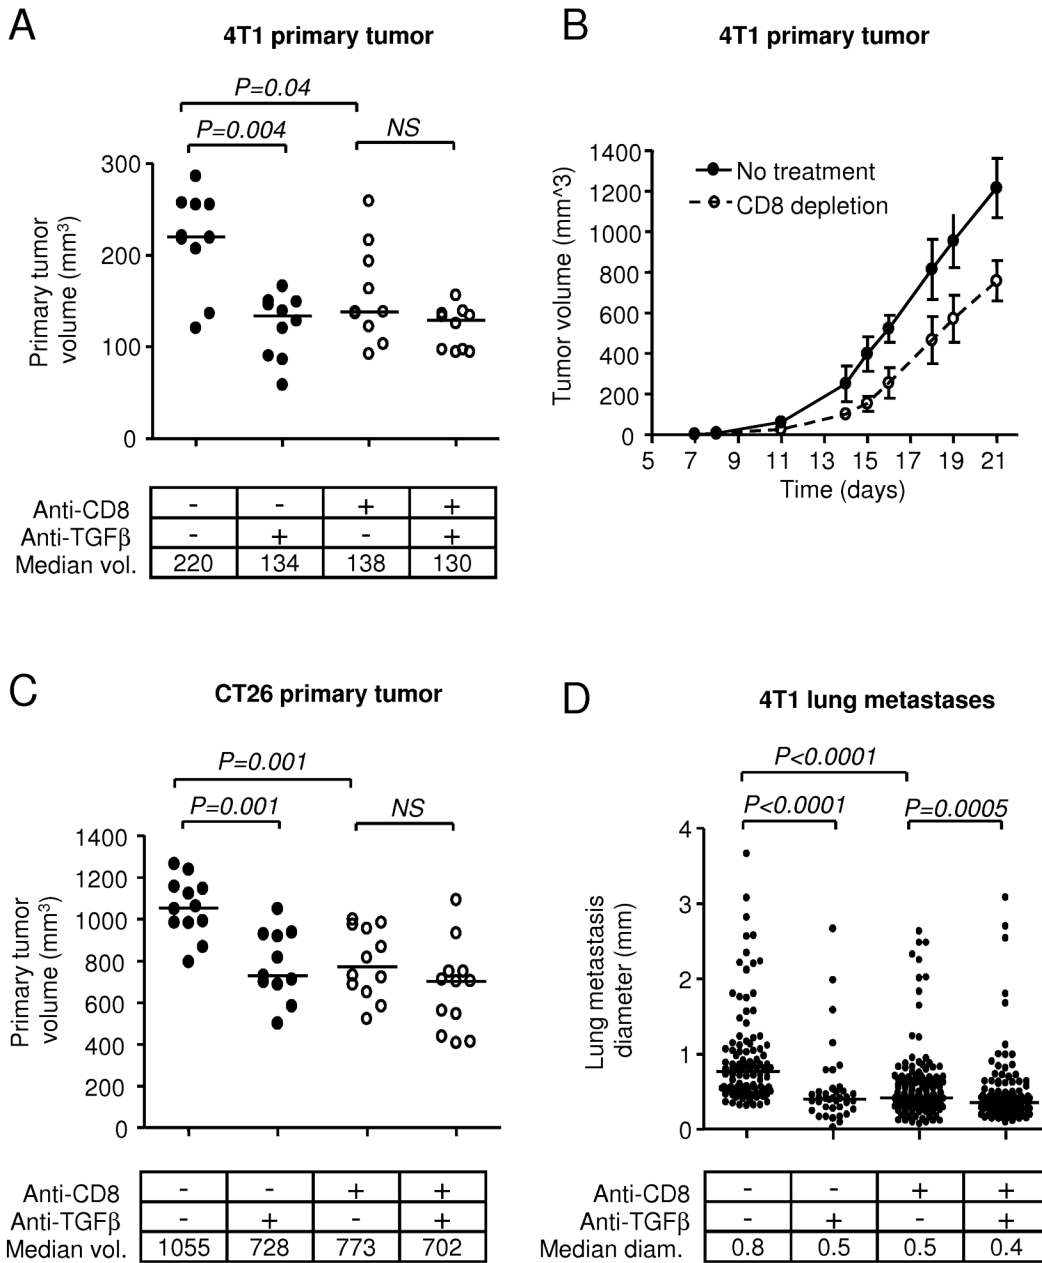 A
4T1 primary tumor
P=0.04
P=0.004
NS
Primary tumor
volume (mm³)
300
200
100
0
Anti-CD8 - - + +
Anti-TGFβ - + - +
Median vol. 220 134 138 130
B
4T1 primary tumor
Tumor volume (mm^3)
1400
1200
1000
800
600
400
200
0
No treatment
CD8 depletion
5 7 9 11 13 15 17 19 21
Time (days)
C
CT26 primary tumor
P=0.001
P=0.001
NS
Primary tumor
volume (mm³)
1400
1200
1000
800
600
400
200
0
Anti-CD8 - - + +
Anti-TGFβ - + - +
Median vol. 1055 728 773 702
D
4T1 lung metastases
P<0.0001
P<0.0001
P=0.0005
Lung metastasis
diameter (mm)
4
3
2
1
0
Anti-CD8 - - + +
Anti-TGFβ - + - +
Median diam. 0.8 0.5 0.5 0.4